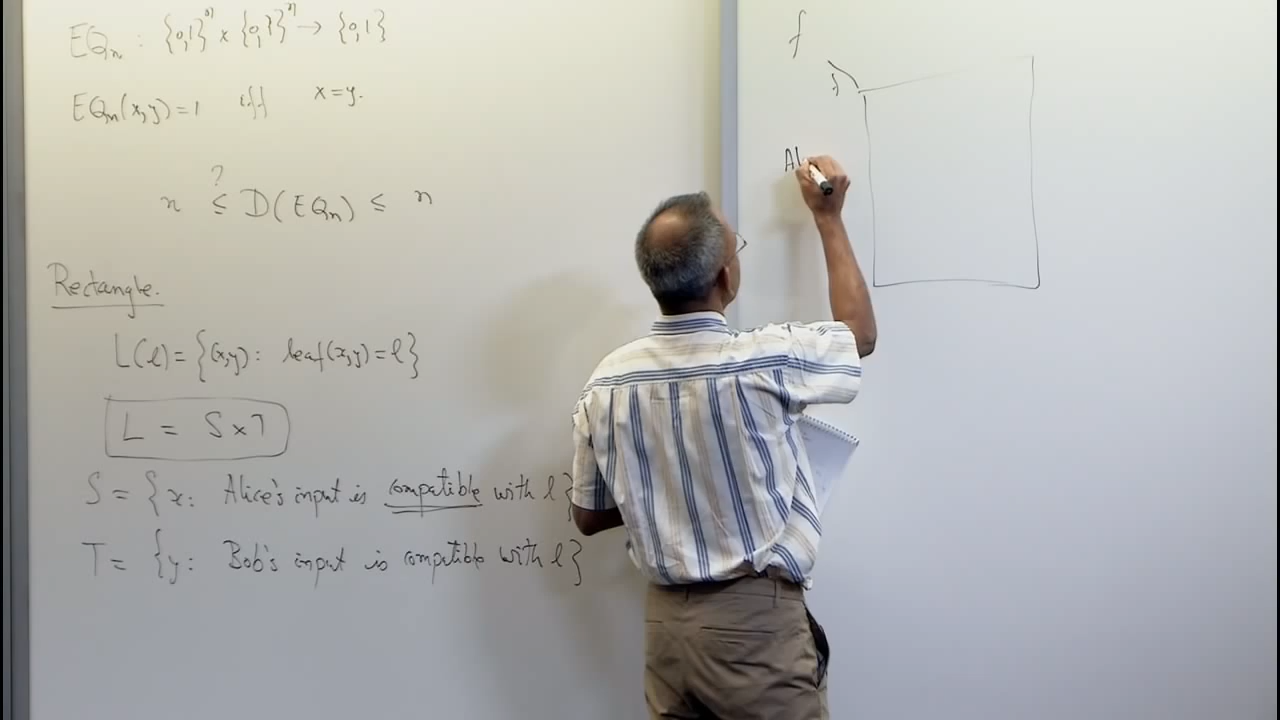 EQₙ : {0,1}ⁿ × {0,1}ⁿ → {0,1}
EQₙ(x,y)=1 iff x=y.
?
n ≤ D(EQₙ) ≤ n
Rectangle.
L(l) = {(x,y): leaf(x,y)=l}
L = S×T
S = {x: Alice's input is compatible with l}
T = {y: Bob's input is compatible with l}
f
f
Al